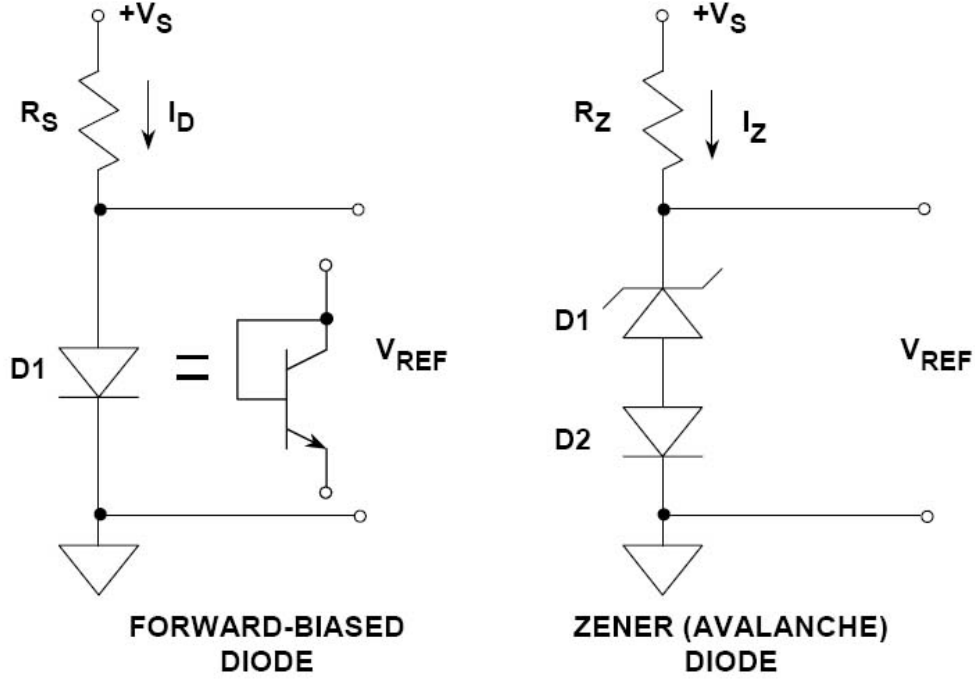 +VS
RS
ID
D1
=
VREF
FORWARD-BIASED
DIODE
+VS
RZ
IZ
D1
D2
VREF
ZENER (AVALANCHE)
DIODE